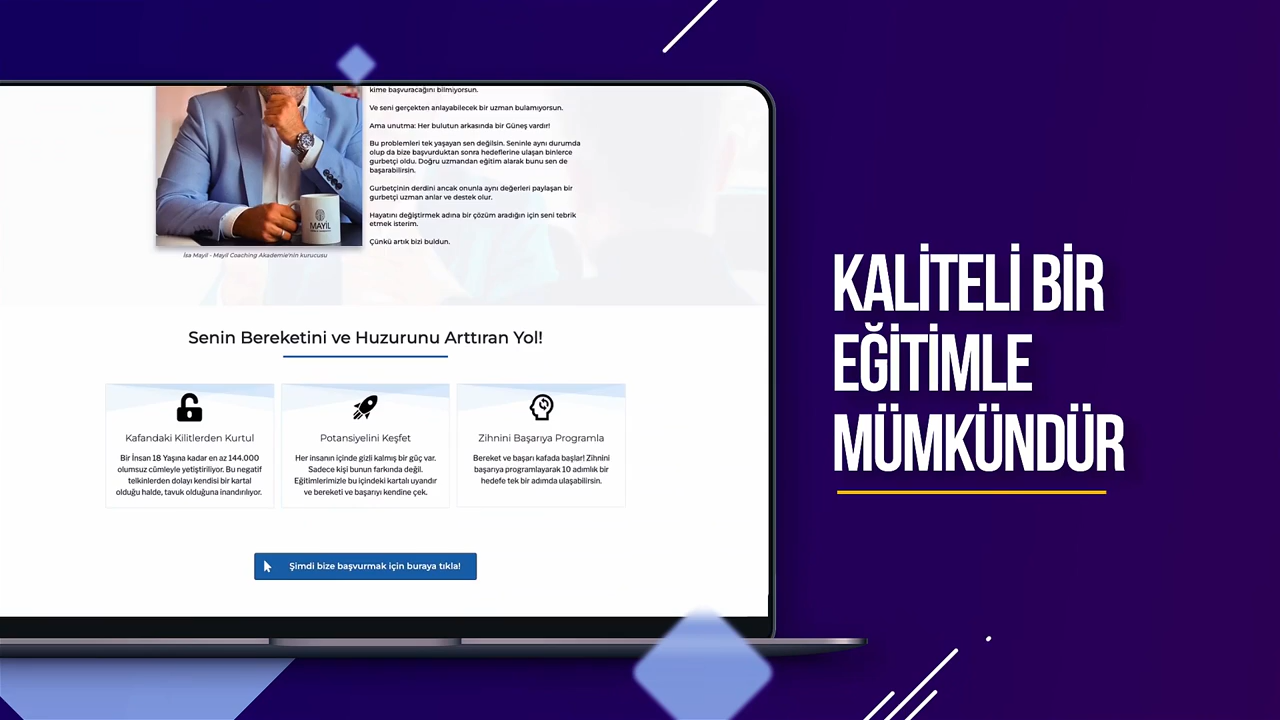 kime başvuracağını bilmiyorsun.
Ve seni gerçekten anlayabilecek bir uzman bulamıyorsun.
Ama unutma: Her bulutun arkasında bir Güneş vardır!
Bu problemleri tek yaşayan sen değilsin. Seninle aynı durumda
olup da bize başvurduktan sonra hedeflerine ulaşan binlerce
gurbetçi oldu. Doğru uzmandan eğitim alarak bunu sen de
başarabilirsin.
Gurbetçinin derdini ancak onunla aynı değerleri paylaşan bir
gurbetçi uzman anlar ve destek olur.
Hayatını değiştirmek adına bir çözüm aradığın için seni tebrik
etmek isterim.
Çünkü artık bizi buldun.
MAYİL
İsa Mayil - Mayil Coaching Akademie'nin kurucusu
Senin Bereketini ve Huzurunu Arttıran Yol!
Kafandaki Kilitlerden Kurtul
Bir İnsan 18 Yaşına kadar en az 144.000
olumsuz cümleyle yetiştiriliyor. Bu negatif
telkinlerden dolayı kendisi bir kartal
olduğu halde, tavuk olduğuna inandırılıyor.
Potansiyelini Keşfet
Her insanın içinde gizli kalmış bir güç var.
Sadece kişi bunun farkında değil.
Eğitimlerimizle bu içindeki kartalı uyandır
ve bereketi ve başarıyı kendine çek.
Zihnini Başarıya Programla
Bereket ve başarı kafada başlar! Zihnini
başarıya programlayarak 10 adımlık bir
hedefe tek bir adımda ulaşabilirsin.
Şimdi bize başvurmak için buraya tıkla!
KALİTELİ BİR
EĞİTİMLE
MÜMKÜNDÜR